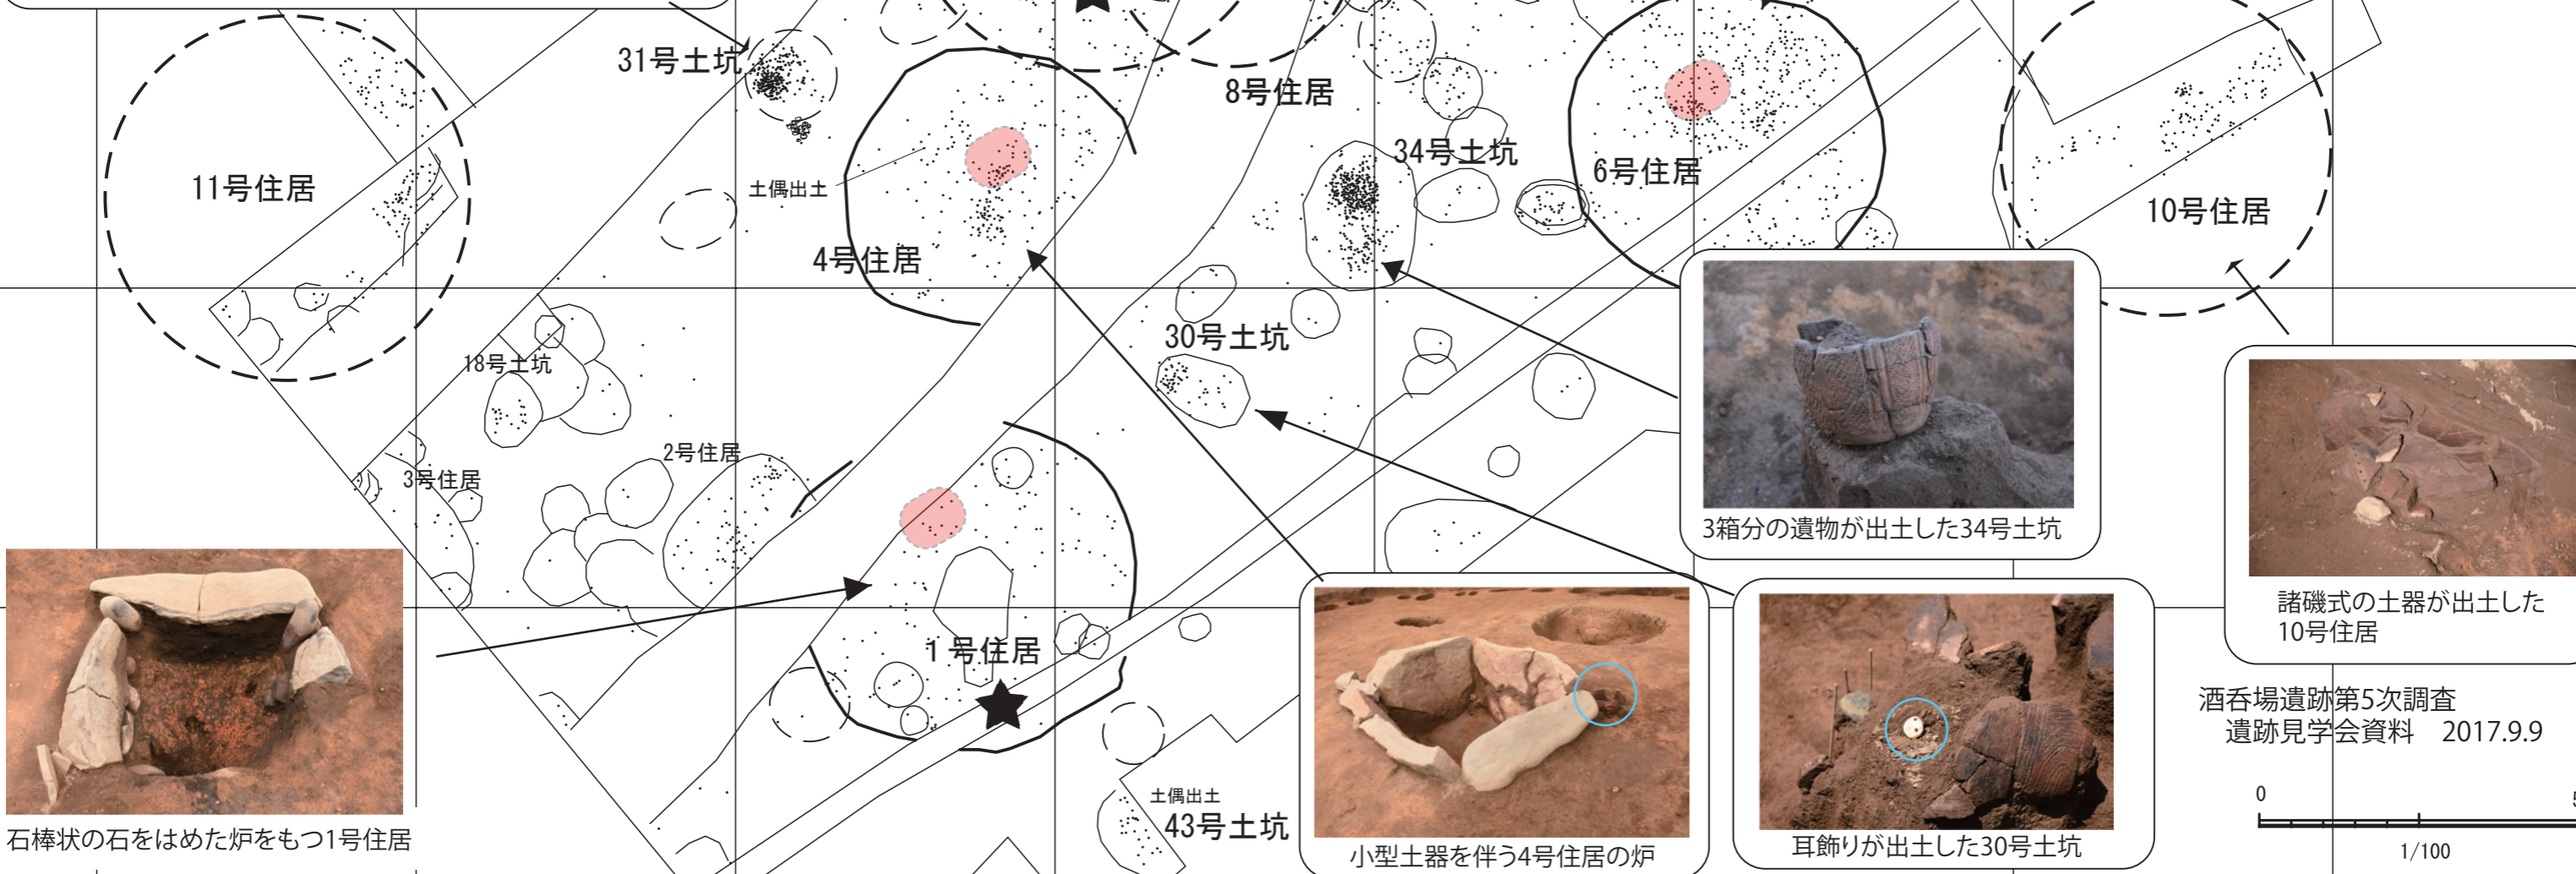 31号土坑
8号住居
34号土坑
6号住居
11号住居
土偶出土
10号住居
4号住居
30号土坑
18号土坑
2号住居
3号住居
3箱分の遺物が出土した34号土坑
諸磯式の土器が出土した
10号住居
1号住居
酒呑場遺跡第5次調査
遺跡見学会資料　2017.9.9
土偶出土
43号土坑
0
1/100
石棒状の石をはめた炉をもつ1号住居
小型土器を伴う4号住居の炉
耳飾りが出土した30号土坑